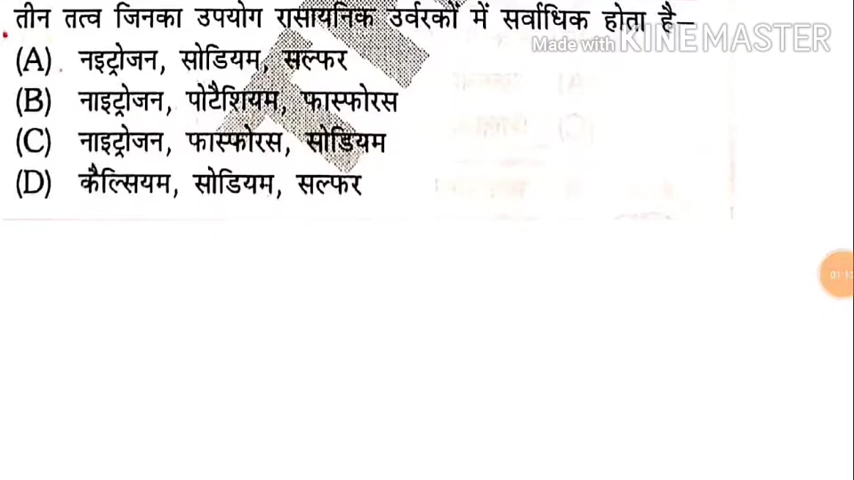 तीन तत्व जिनका उपयोग रासायनिक उर्वरकों में सर्वाधिक होता है–
Made with KINEMASTER
(A) नइट्रोजन, सोडियम, सल्फर
(B) नाइट्रोजन, पोटैशियम, फास्फोरस
(C) नाइट्रोजन, फास्फोरस, सोडियम
(D) कैल्सियम, सोडियम, सल्फर